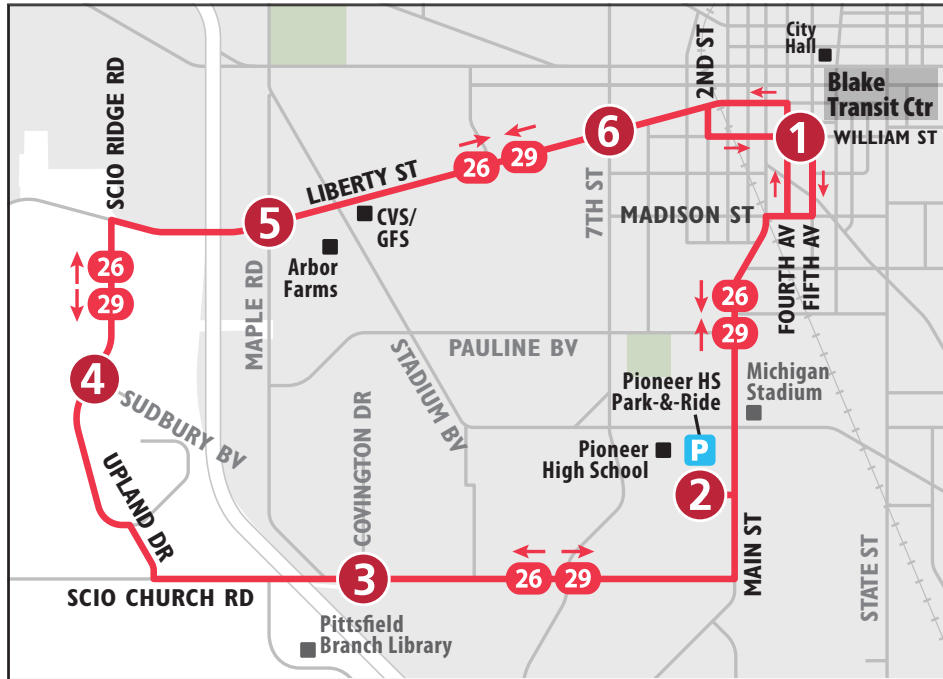 City
Hall
Blake
Transit Ctr
2ND ST
SCIO RIDGE RD
6
1
WILLIAM ST
26
29
LIBERTY ST
7TH ST
MADISON ST
5
CVS/
GFS
Arbor
Farms
FOURTH AV
FIFTH AV
26
29
MAPLE RD
26
29
PAULINE BV
STADIUM BV
4
SUDBURY BV
Pioneer HS
Park-&-Ride
Michigan
Stadium
COVINGTON DR
Pioneer
High School
P
2
UPLAND DR
MAIN ST
STATE ST
3
26
29
SCIO CHURCH RD
Pittsfield
Branch Library